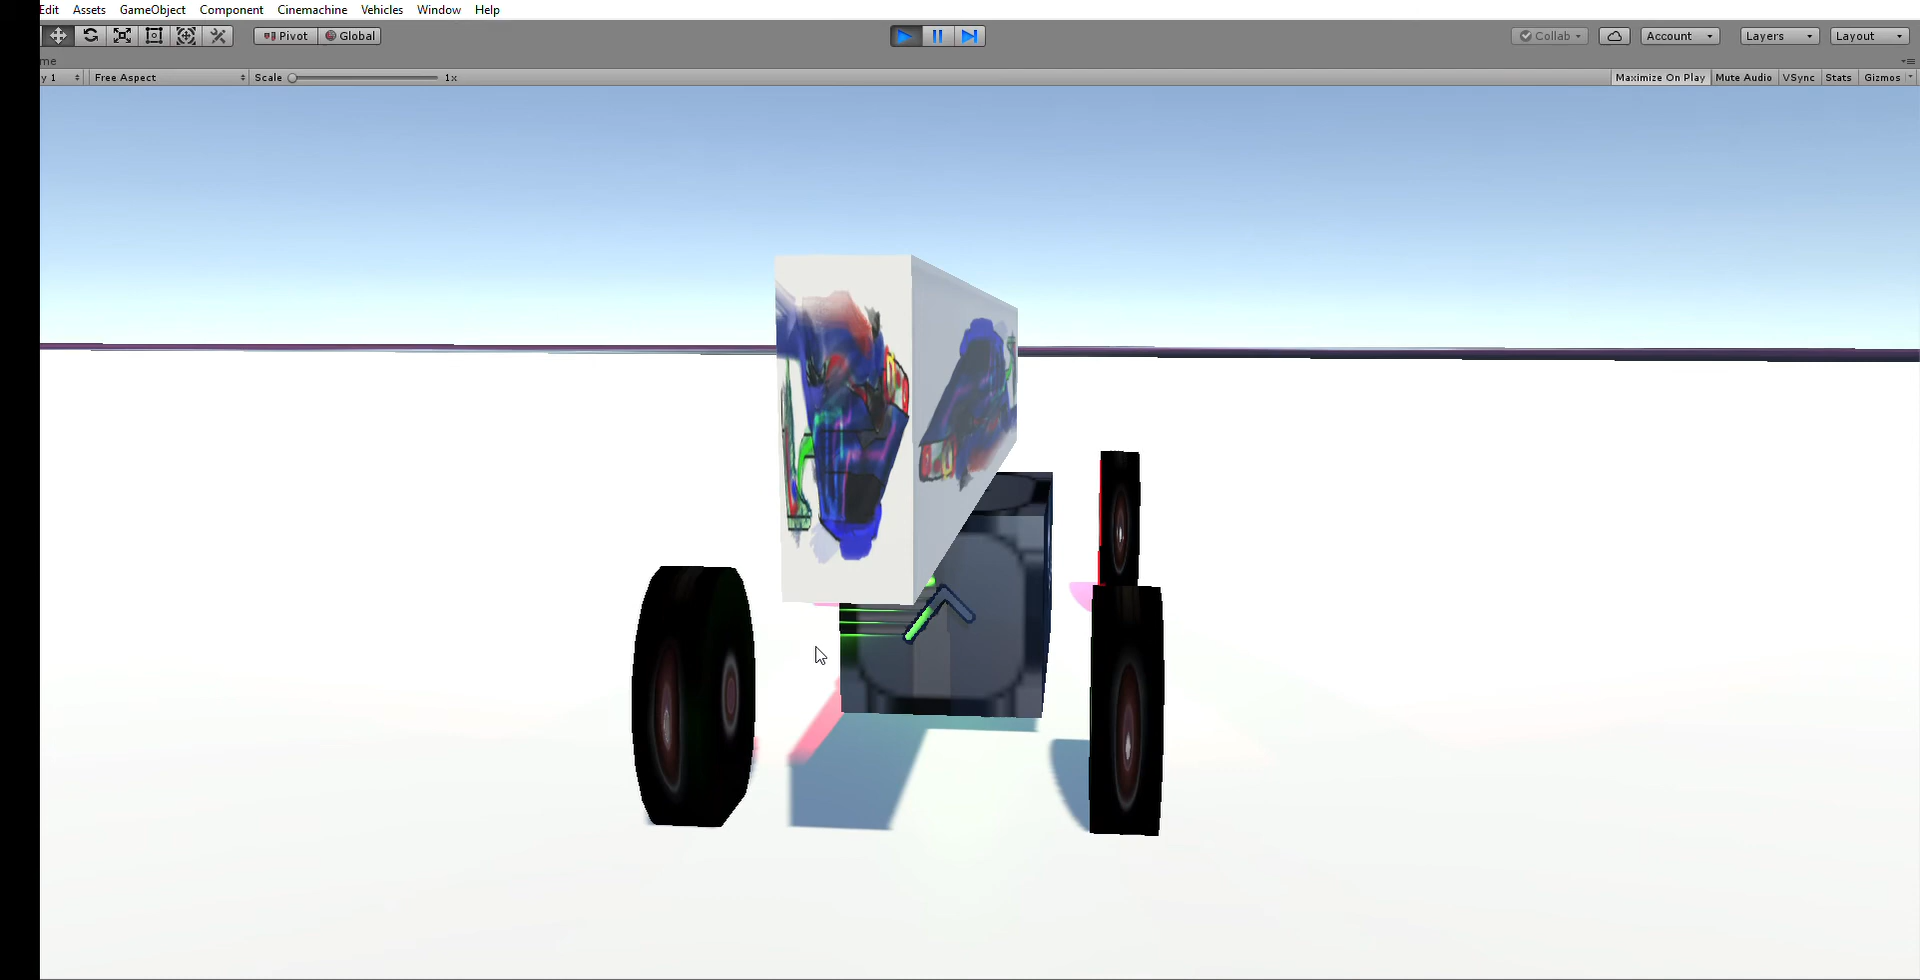 Edit Assets GameObject Component Cinemachine Vehicles Window Help
Pivot Global Collab Account Layers Layout
me
y 1 Free Aspect Scale 1x Maximize On Play Mute Audio VSync Stats Gizmos